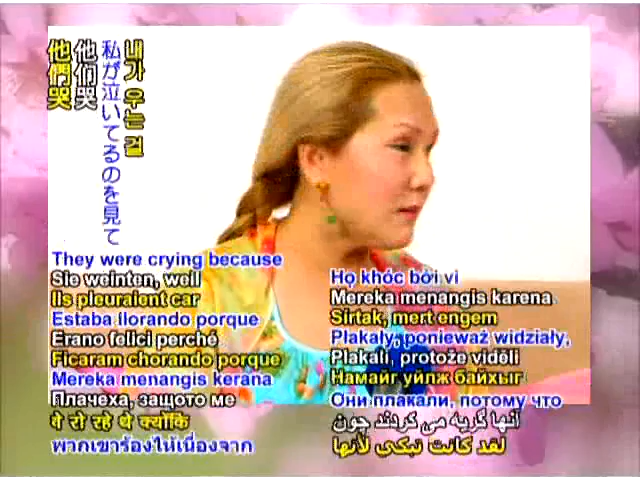 他們哭
他们哭
私が泣いてるのを見て
내가 우는 걸
They were crying because
Sie weinten, weil
Ils pleuraient car
Estaba llorando porque
Erano felici perché
Ficaram chorando porque
Mereka menangis kerana
Плачеха, защото ме
वे रो रहे थे क्योंकि
พวกเขาร้องไห้เนื่องจาก
Họ khóc bởi vì
Mereka menangis karena
Sírtak, mert engem
Płakały, ponieważ widziały,
Plakali, protože viděli
Намайг уйлж байхыг
Они плакали, потому что
آنها گریه می کردند چون
لقد كانت تبكي لأنها